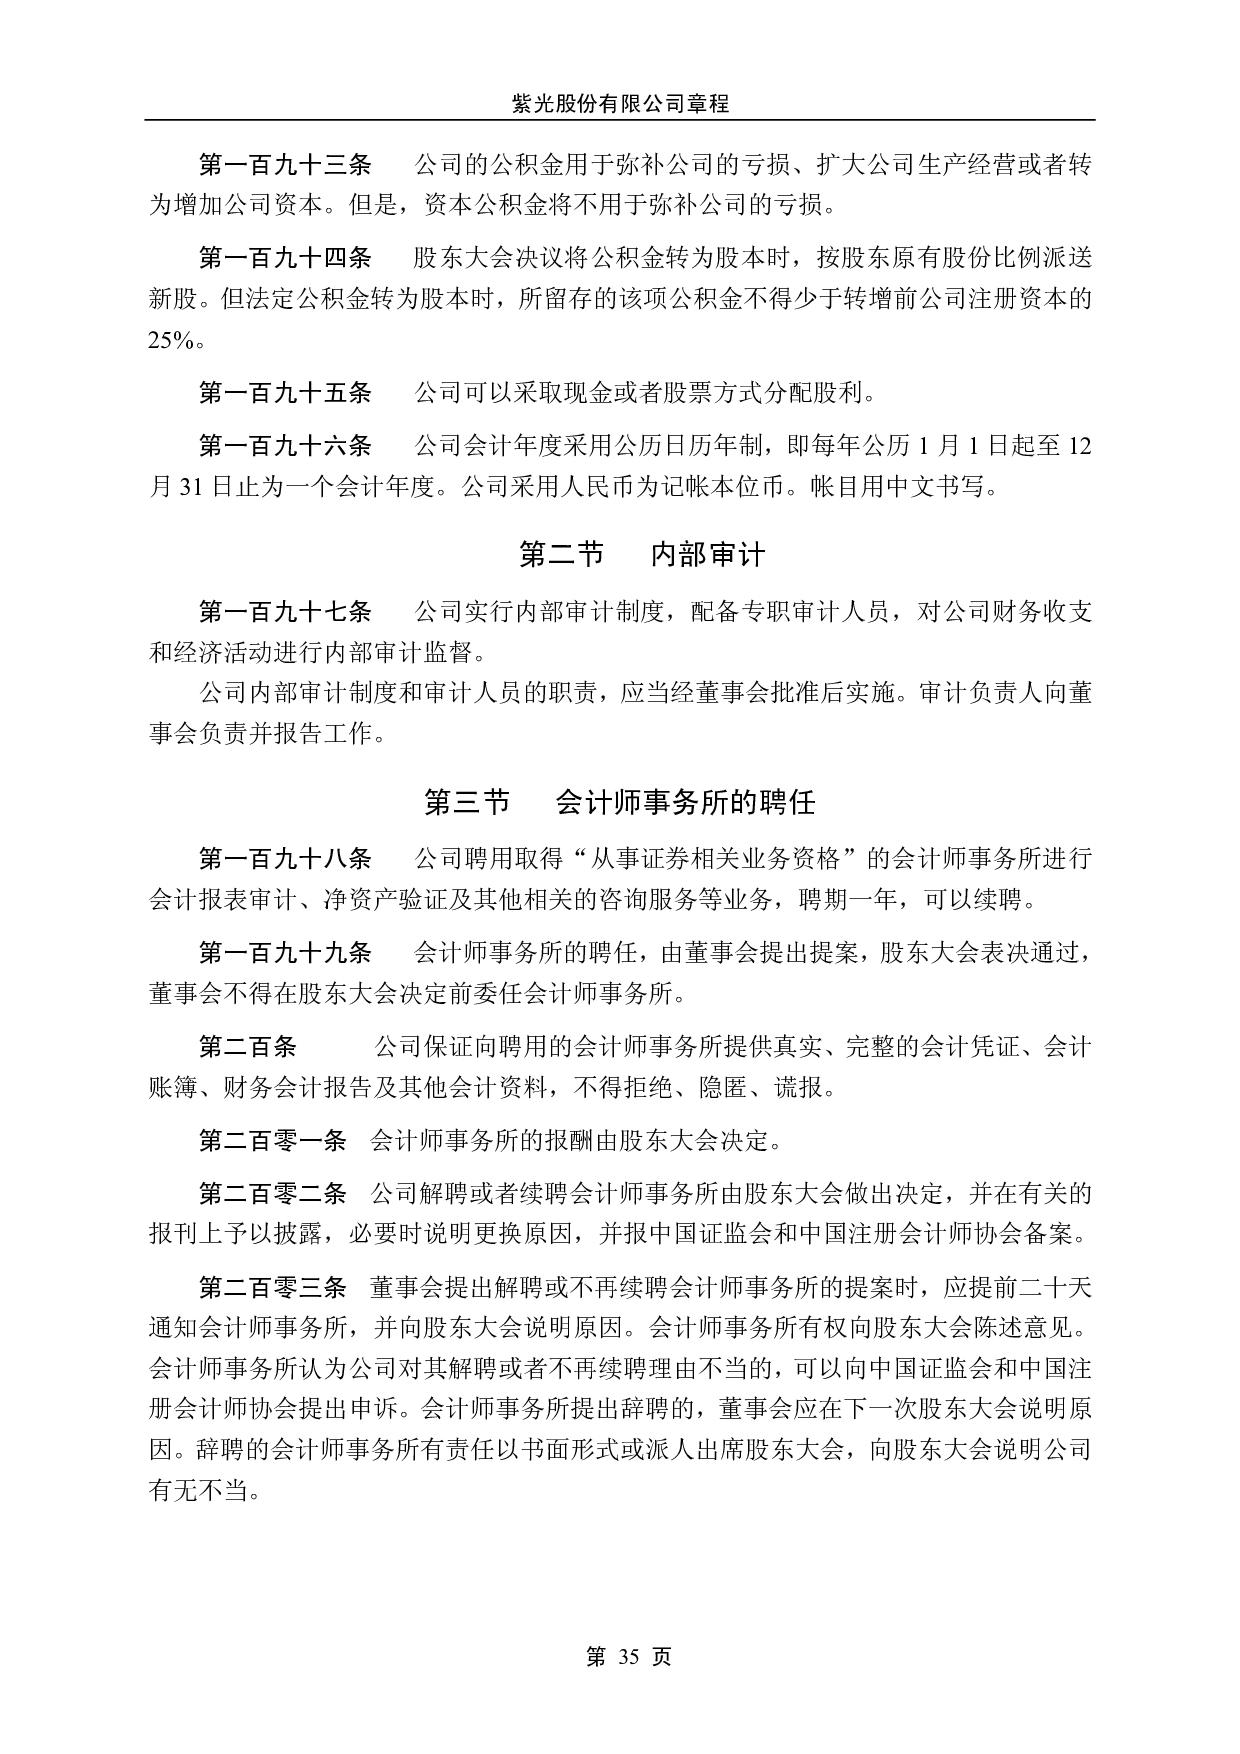 紫光股份有限公司章程
第一百九十三条 公司的公积金用于弥补公司的亏损、扩大公司生产经营或者转
为增加公司资本。但是，资本公积金将不用于弥补公司的亏损。
第一百九十四条 股东大会决议将公积金转为股本时，按股东原有股份比例派送
新股。但法定公积金转为股本时，所留存的该项公积金不得少于转增前公司注册资本的
25%。
第一百九十五条 公司可以采取现金或者股票方式分配股利。
第一百九十六条 公司会计年度采用公历日历年制，即每年公历 1 月 1 日起至 12
月 31 日止为一个会计年度。公司采用人民币为记帐本位币。帐目用中文书写。
第二节 内部审计
第一百九十七条 公司实行内部审计制度，配备专职审计人员，对公司财务收支
和经济活动进行内部审计监督。
公司内部审计制度和审计人员的职责，应当经董事会批准后实施。审计负责人向董
事会负责并报告工作。
第三节 会计师事务所的聘任
第一百九十八条 公司聘用取得“从事证券相关业务资格”的会计师事务所进行
会计报表审计、净资产验证及其他相关的咨询服务等业务，聘期一年，可以续聘。
第一百九十九条 会计师事务所的聘任，由董事会提出提案，股东大会表决通过，
董事会不得在股东大会决定前委任会计师事务所。
第二百条 公司保证向聘用的会计师事务所提供真实、完整的会计凭证、会计
账簿、财务会计报告及其他会计资料，不得拒绝、隐匿、谎报。
第二百零一条 会计师事务所的报酬由股东大会决定。
第二百零二条 公司解聘或者续聘会计师事务所由股东大会做出决定，并在有关的
报刊上予以披露，必要时说明更换原因，并报中国证监会和中国注册会计师协会备案。
第二百零三条 董事会提出解聘或不再续聘会计师事务所的提案时，应提前二十天
通知会计师事务所，并向股东大会说明原因。会计师事务所有权向股东大会陈述意见。
会计师事务所认为公司对其解聘或者不再续聘理由不当的，可以向中国证监会和中国注
册会计师协会提出申诉。会计师事务所提出辞聘的，董事会应在下一次股东大会说明原
因。辞聘的会计师事务所有责任以书面形式或派人出席股东大会，向股东大会说明公司
有无不当。
第 35 页